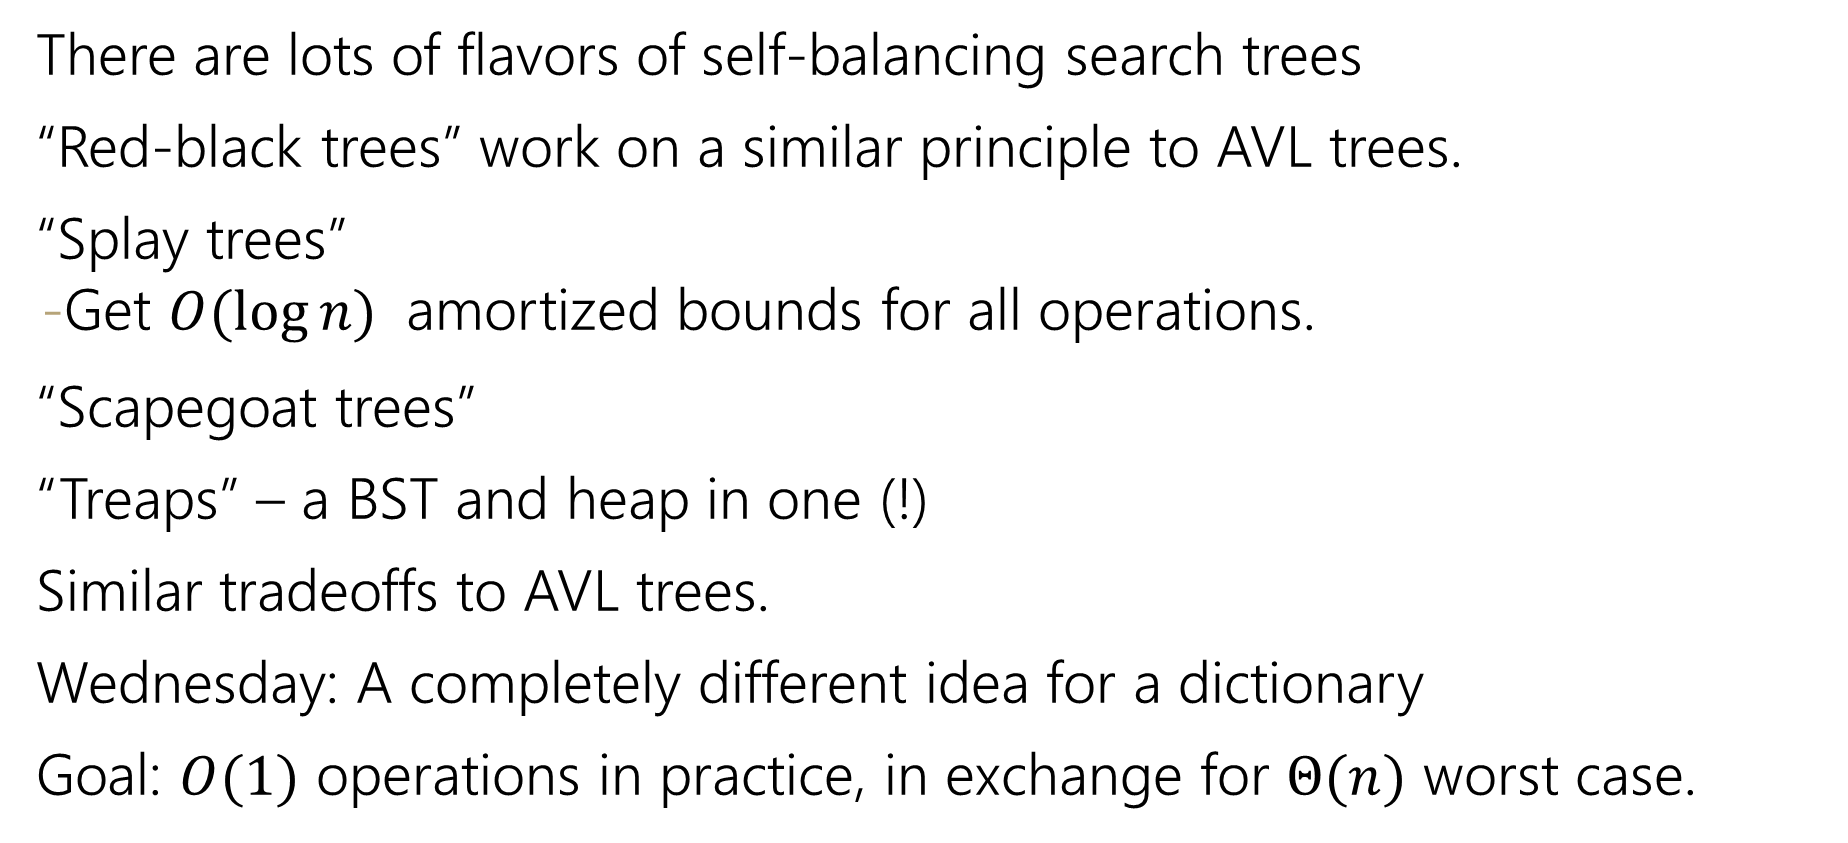 There are lots of flavors of self-balancing search trees
“Red-black trees” work on a similar principle to AVL trees.
“Splay trees”
-Get O(log n) amortized bounds for all operations.
“Scapegoat trees”
“Treaps” – a BST and heap in one (!)
Similar tradeoffs to AVL trees.
Wednesday: A completely different idea for a dictionary
Goal: O(1) operations in practice, in exchange for Θ(n) worst case.